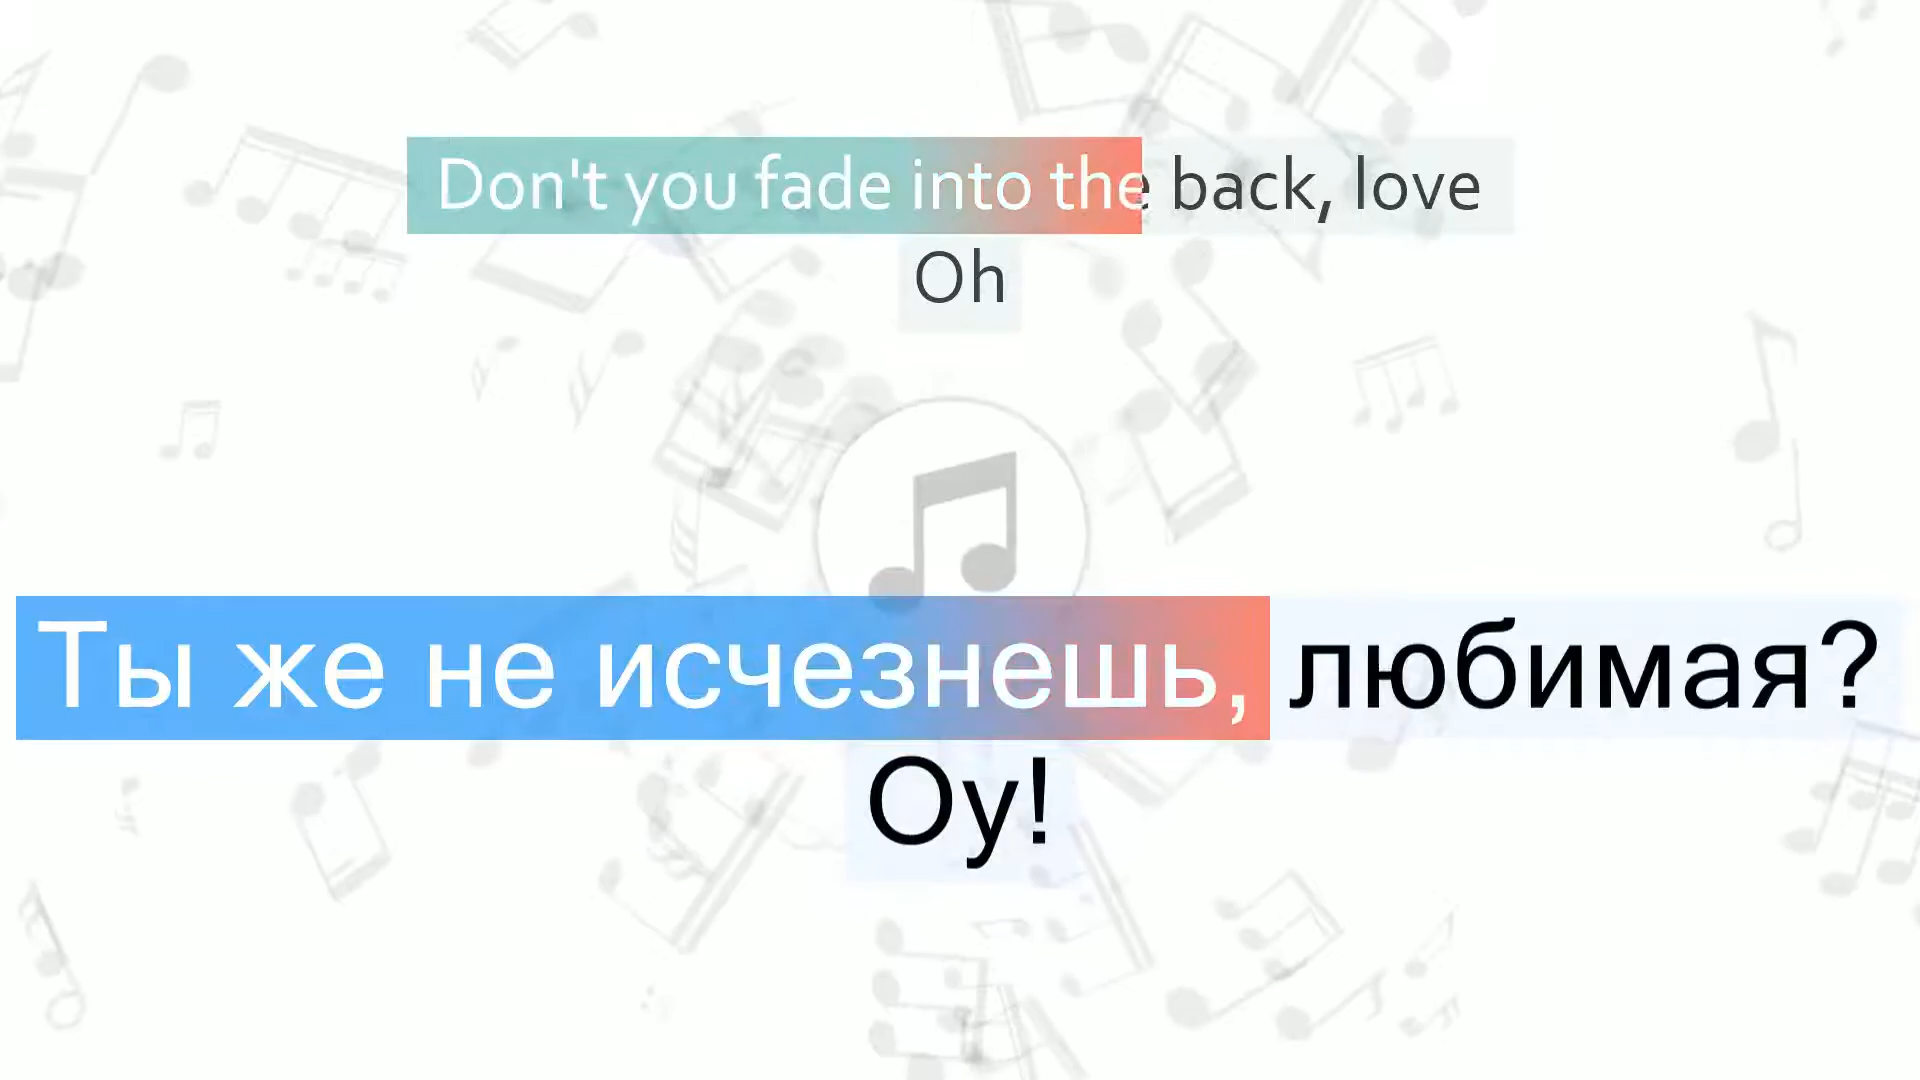 Don't you fade into the back, love
Oh
Ты же не исчезнешь, любимая?
Оу!